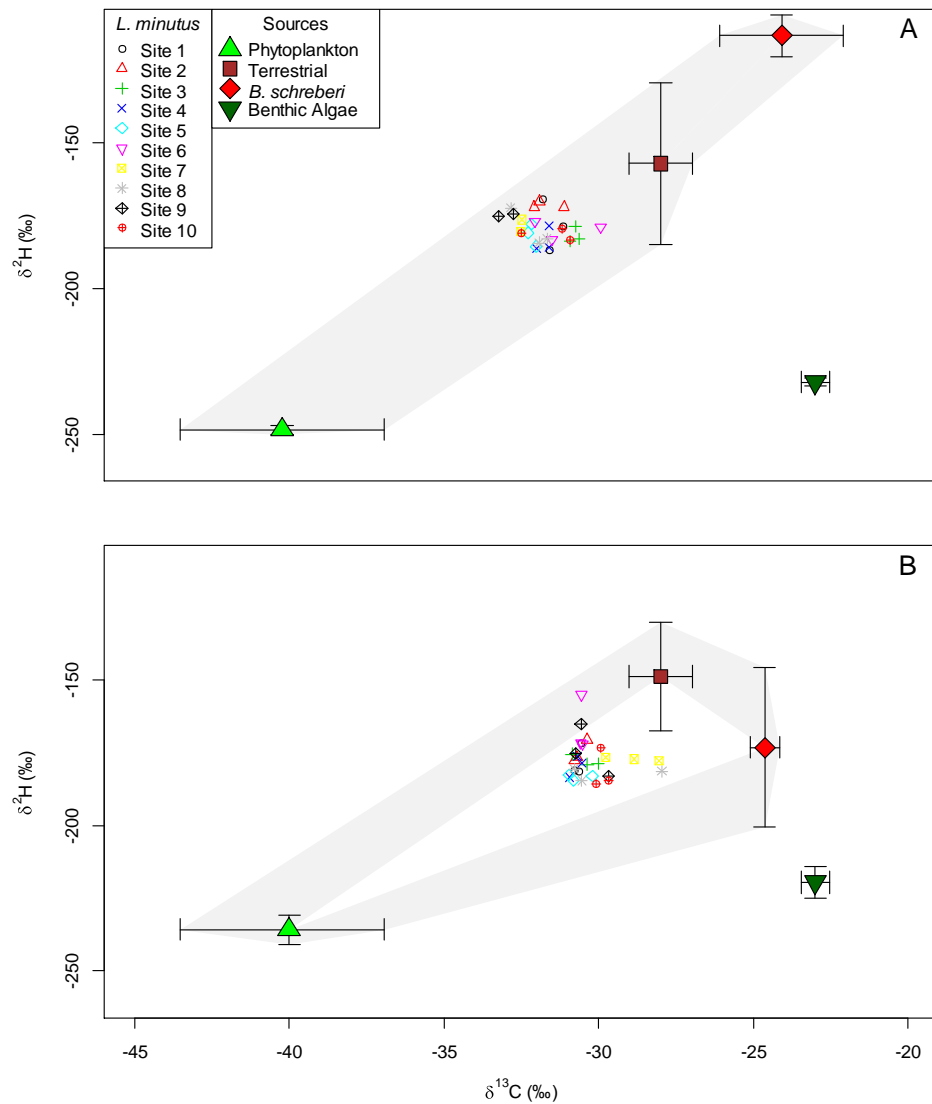 L. minutus
Site 1
Site 2
Site 3
Site 4
Site 5
Site 6
Site 7
Site 8
Site 9
Site 10
Sources
Phytoplankton
Terrestrial
B. schreberi
Benthic Algae
A
-150
-200
-250
δ²H (‰)
B
-150
-200
-250
δ²H (‰)
-45 -40 -35 -30 -25 -20
δ¹³C (‰)